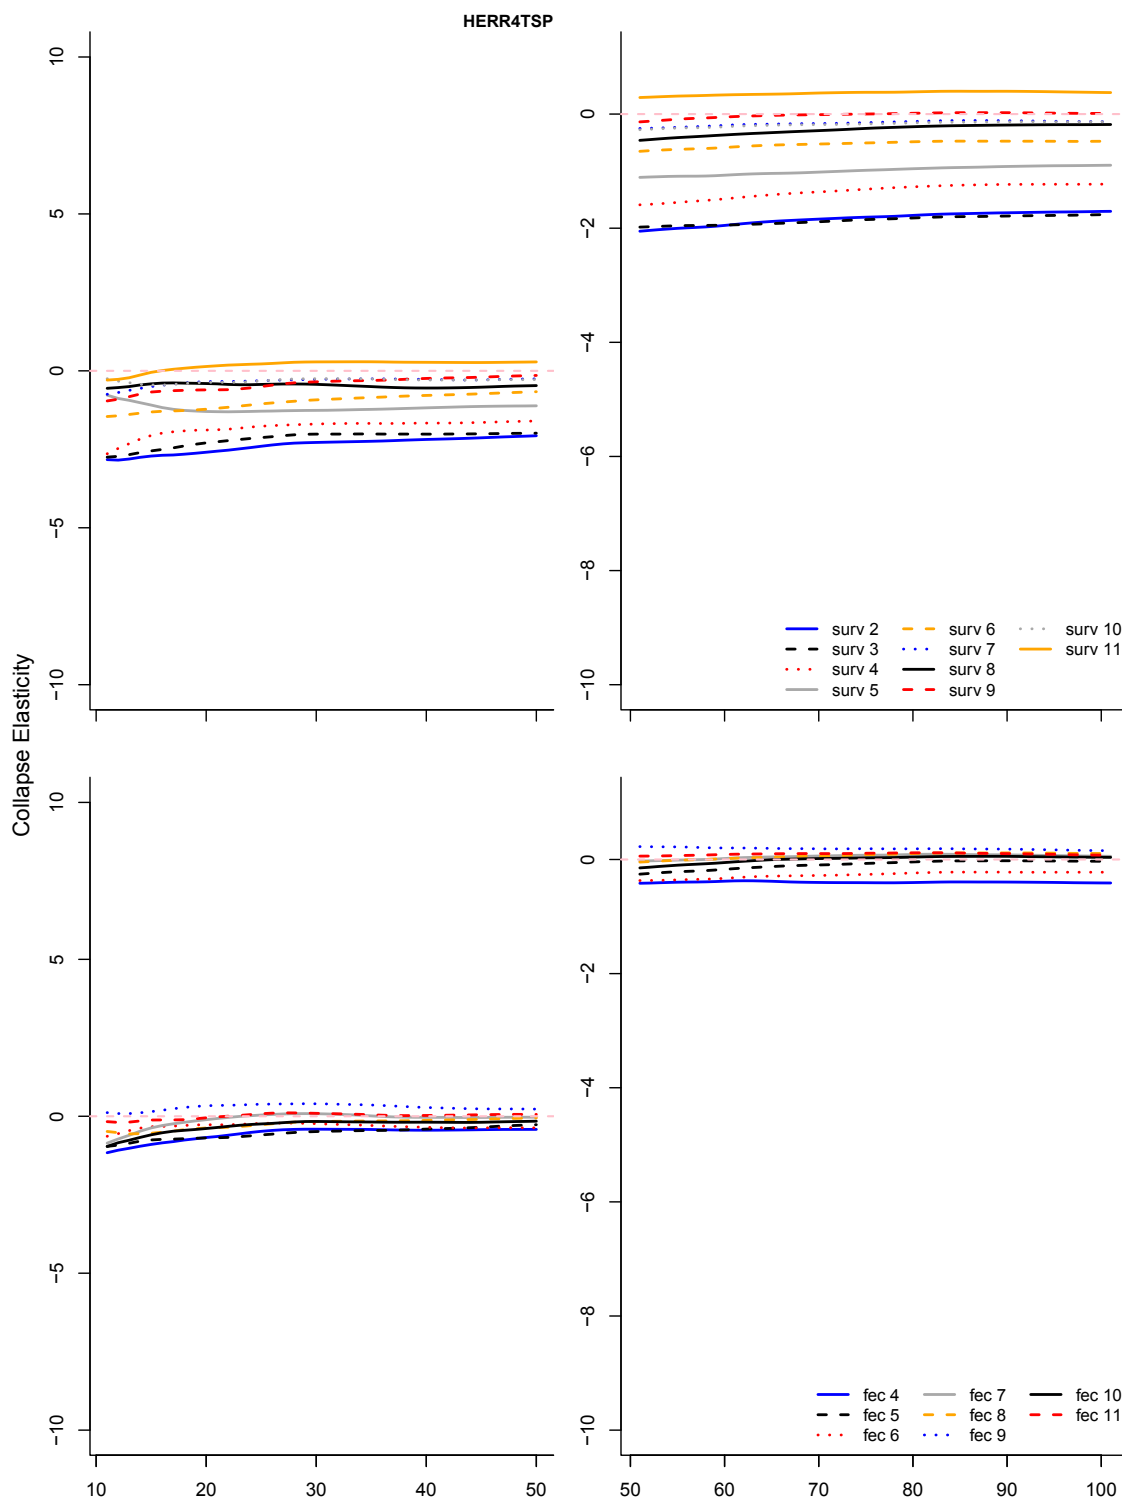 HERR4TSP
Collapse Elasticity
10
5
0
−5
−10
0
−2
−4
−6
−8
−10
surv 2 surv 6 surv 10
surv 3 surv 7 surv 11
surv 4 surv 8
surv 5 surv 9
10
5
0
−5
−10
10 20 30 40 50
0
−2
−4
−6
−8
−10
fec 4 fec 7 fec 10
fec 5 fec 8 fec 11
fec 6 fec 9
50 60 70 80 90 100